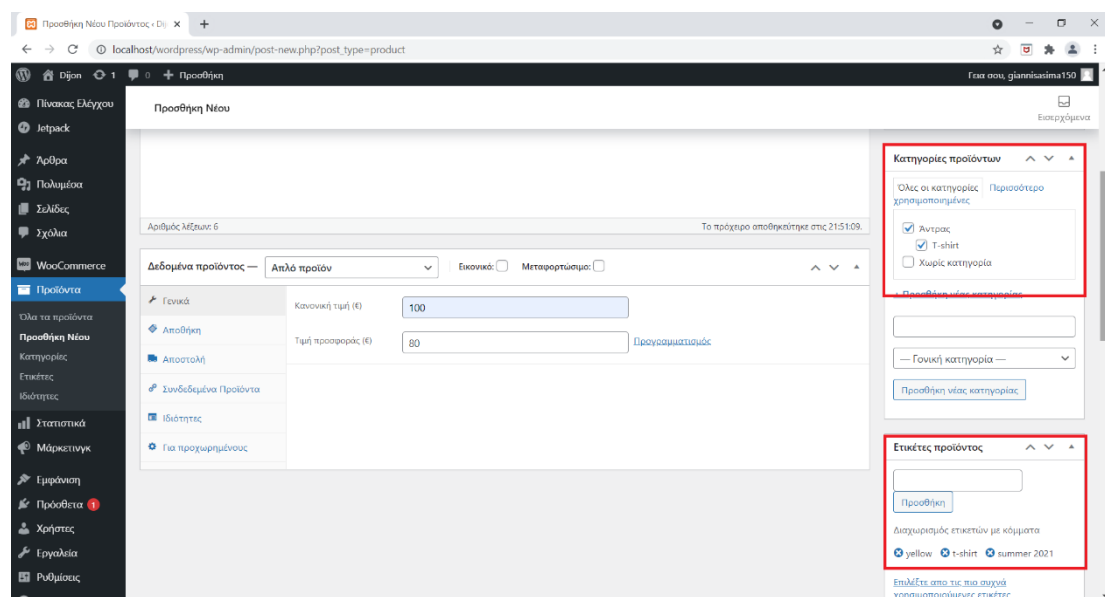 Προσθήκη Νέου Προϊόντος ‹ Dij
localhost/wordpress/wp-admin/post-new.php?post_type=product
Dijon 1 0 Προσθήκη
Γεια σου, giannisasima150
Πίνακας Ελέγχου
Jetpack
Άρθρα
Πολυμέσα
Σελίδες
Σχόλια
WooCommerce
Προϊόντα
Όλα τα προϊόντα
Προσθήκη Νέου
Κατηγορίες
Ετικέτες
Ιδιότητες
Στατιστικά
Μάρκετινγκ
Εμφάνιση
Πρόσθετα 1
Χρήστες
Εργαλεία
Ρυθμίσεις
Προσθήκη Νέου
Εισερχόμενα
Αριθμός λέξεων: 6
Το πρόχειρο αποθηκεύτηκε στις 21:51:09.
Δεδομένα προϊόντος — Απλό προϊόν Εικονικό: Μεταφορτώσιμο:
Γενικά
Αποθήκη
Αποστολή
Συνδεδεμένα Προϊόντα
Ιδιότητες
Για προχωρημένους
Κανονική τιμή (€) 100
Τιμή προσφοράς (€) 80 Προγραμματισμός
Κατηγορίες προϊόντων
Όλες οι κατηγορίες Περισσότερο
χρησιμοποιημένες
Άντρας
T-shirt
Χωρίς κατηγορία
+ Προσθήκη νέας κατηγορίας
— Γονική κατηγορία —
Προσθήκη νέας κατηγορίας
Ετικέτες προϊόντος
Προσθήκη
Διαχωρισμός ετικετών με κόμματα
yellow t-shirt summer 2021
Επιλέξτε απο τις πιο συχνά
χρησιμοποιούμενες ετικέτες